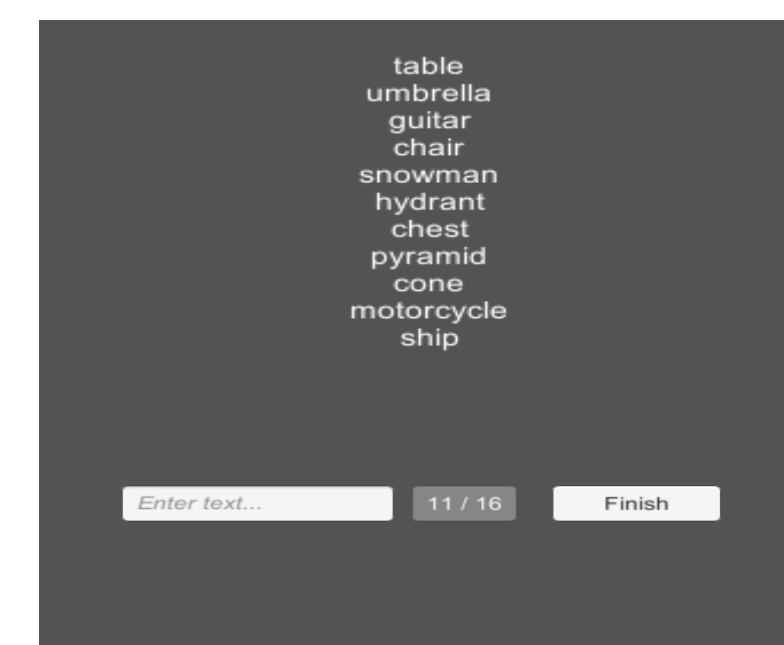 table
umbrella
guitar
chair
snowman
hydrant
chest
pyramid
cone
motorcycle
ship
Enter text... 11 / 16 Finish